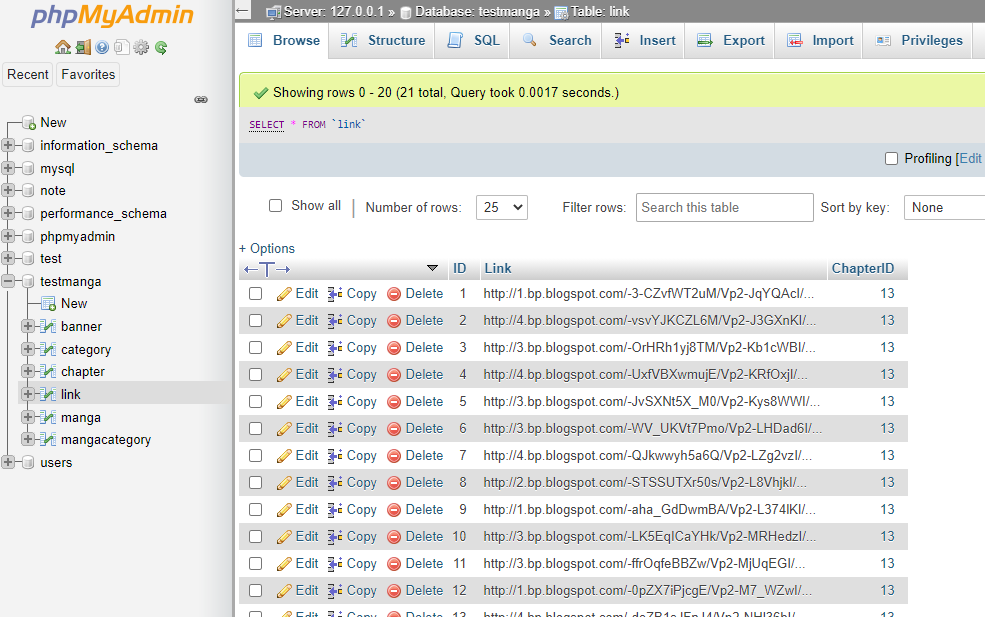 phpMyAdmin
Recent Favorites
New
information_schema
mysql
note
performance_schema
phpmyadmin
test
testmanga
New
banner
category
chapter
link
manga
mangacategory
users
Server: 127.0.0.1 » Database: testmanga » Table: link
Browse Structure SQL Search Insert Export Import Privileges
Showing rows 0 - 20 (21 total, Query took 0.0017 seconds.)
SELECT * FROM `link`
Profiling [Edit
Show all Number of rows: 25 Filter rows: Search this table Sort by key: None
+ Options
ID Link ChapterID
Edit Copy Delete 1 http://1.bp.blogspot.com/-3-CZvfWT2uM/Vp2-JqYQAcI/... 13
Edit Copy Delete 2 http://4.bp.blogspot.com/-vsvYJKCZL6M/Vp2-J3GXnKI/... 13
Edit Copy Delete 3 http://3.bp.blogspot.com/-OrHRh1yj8TM/Vp2-Kb1cWBI/... 13
Edit Copy Delete 4 http://4.bp.blogspot.com/-UxfVBXwmujE/Vp2-KRfOxjI/... 13
Edit Copy Delete 5 http://3.bp.blogspot.com/-JvSXNt5X_M0/Vp2-Kys8WWI/... 13
Edit Copy Delete 6 http://3.bp.blogspot.com/-WV_UKVt7Pmo/Vp2-LHDad6I/... 13
Edit Copy Delete 7 http://4.bp.blogspot.com/-QJkwwyh5a6Q/Vp2-LZg2vzI/... 13
Edit Copy Delete 8 http://2.bp.blogspot.com/-STSSUTXr50s/Vp2-L8VhjkI/... 13
Edit Copy Delete 9 http://1.bp.blogspot.com/-aha_GdDwmBA/Vp2-L374IKI/... 13
Edit Copy Delete 10 http://3.bp.blogspot.com/-LK5EqICaYHk/Vp2-MRHedzI/... 13
Edit Copy Delete 11 http://3.bp.blogspot.com/-ffrOqfeBBZw/Vp2-MjUqEGI/... 13
Edit Copy Delete 12 http://1.bp.blogspot.com/-0pZX7iPjcgE/Vp2-M7_WZwI/... 13
Edit Copy Delete 13